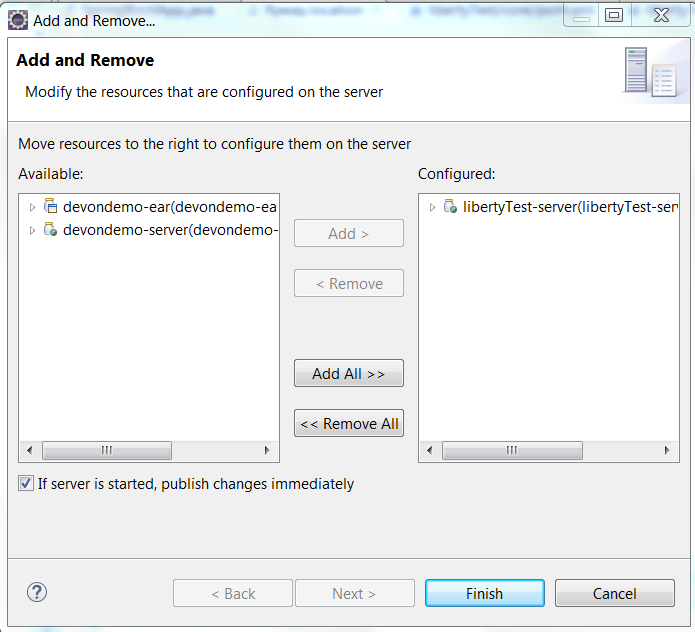 Add and Remove...
Add and Remove
Modify the resources that are configured on the server
Move resources to the right to configure them on the server
Available:
Configured:
devondemo-ear(devondemo-ea
devondemo-server(devondemo-
libertyTest-server(libertyTest-ser
Add >
< Remove
Add All >>
<< Remove All
If server is started, publish changes immediately
?
< Back
Next >
Finish
Cancel